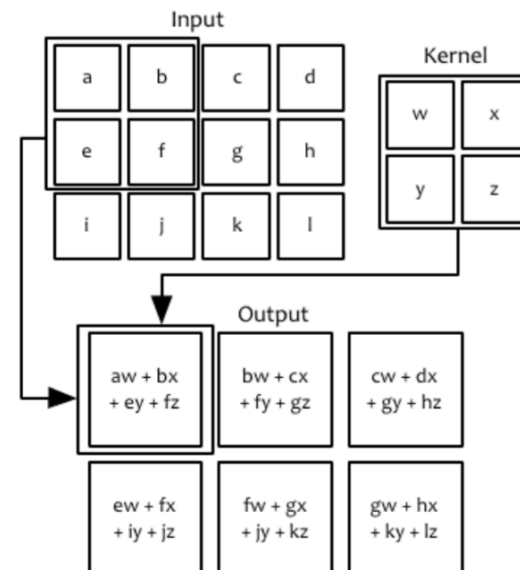 Input
Kernel
a b c d
w x
e f g h
y z
i j k l
Output
aw + bx
+ ey + fz
bw + cx
+ fy + gz
cw + dx
+ gy + hz
ew + fx
+ iy + jz
fw + gx
+ jy + kz
gw + hx
+ ky + lz